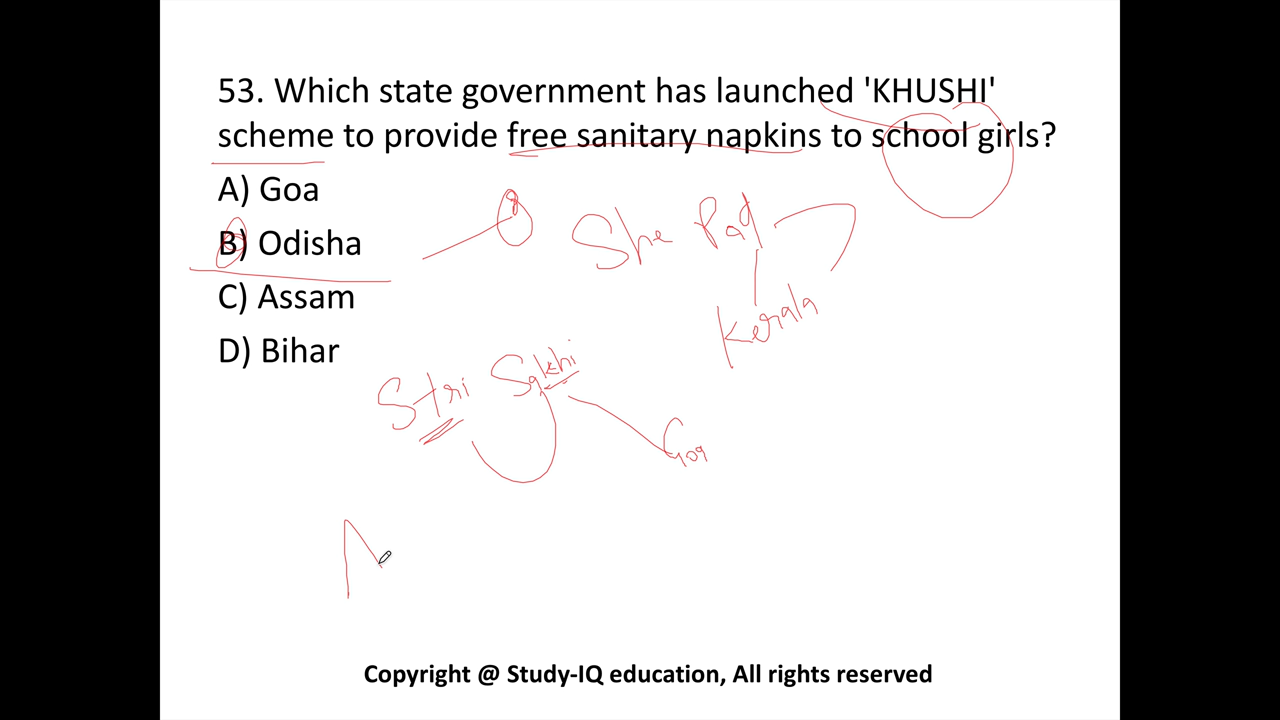 53. Which state government has launched 'KHUSHI'
scheme to provide free sanitary napkins to school girls?
A) Goa
B) Odisha
C) Assam
D) Bihar
She Pad
Kerala
Stri Sakhi
Goa
Copyright @ Study-IQ education, All rights reserved